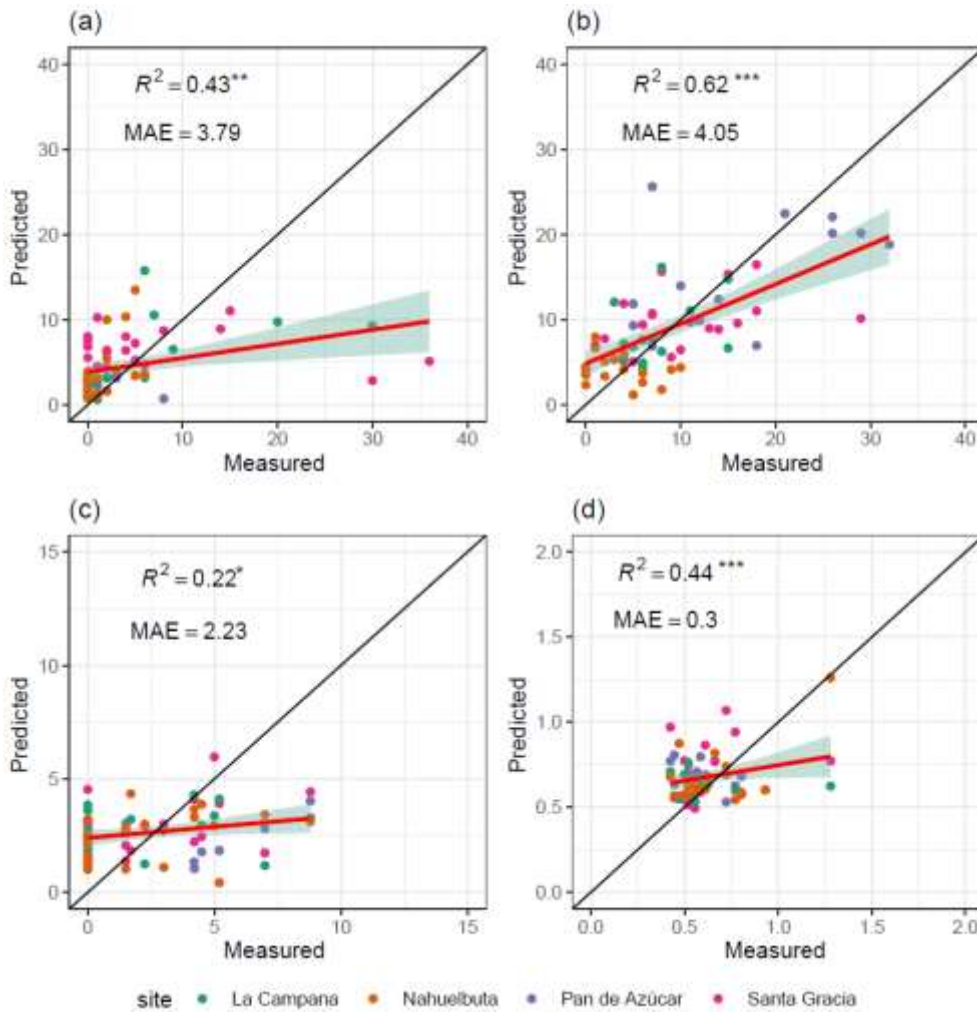 (a)
R² = 0.43**
MAE = 3.79
40
30
20
10
0
Predicted
0 10 20 30 40
Measured
(b)
R² = 0.62 ***
MAE = 4.05
40
30
20
10
0
Predicted
0 10 20 30 40
Measured
(c)
R² = 0.22*
MAE = 2.23
15
10
5
0
Predicted
0 5 10 15
Measured
(d)
R² = 0.44 ***
MAE = 0.3
2.0
1.5
1.0
0.5
0.0
Predicted
0.0 0.5 1.0 1.5 2.0
Measured
site La Campana Nahuelbuta Pan de Azúcar Santa Gracia